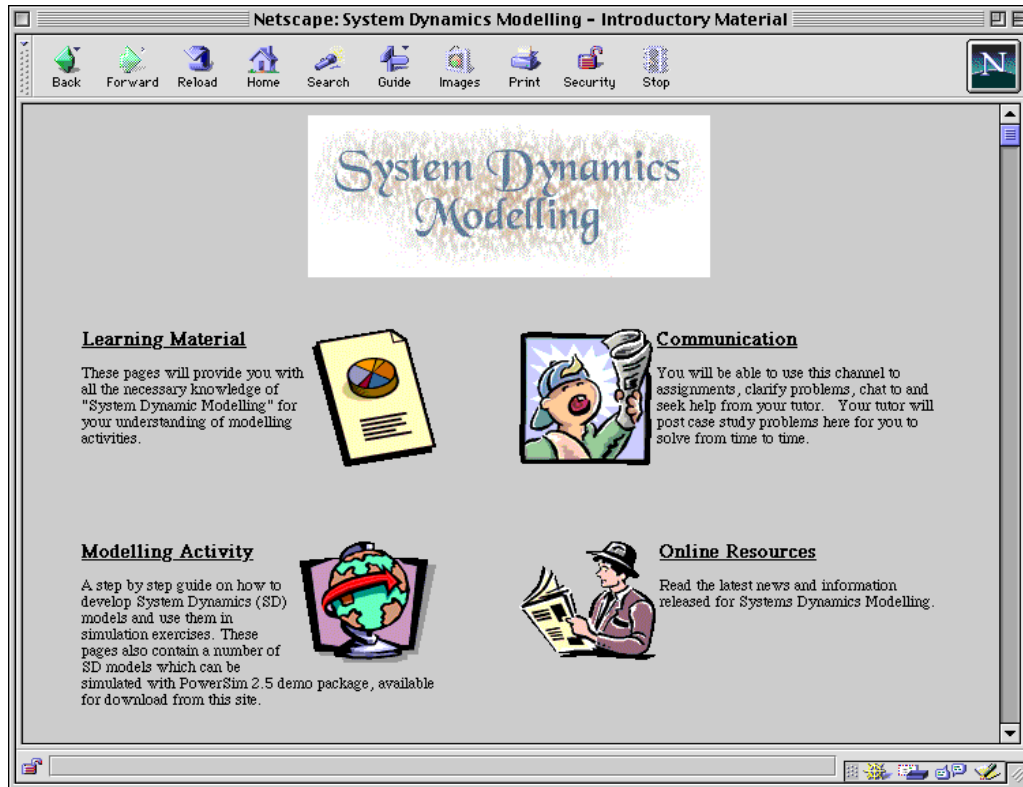 Netscape: System Dynamics Modelling - Introductory Material
Back Forward Reload Home Search Guide Images Print Security Stop
N
System Dynamics
Modelling
Learning Material
These pages will provide you with
all the necessary knowledge of
"System Dynamic Modelling" for
your understanding of modelling
activities.
Communication
You will be able to use this channel to
assignments, clarify problems, chat to and
seek help from your tutor. Your tutor will
post case study problems here for you to
solve from time to time.
Modelling Activity
A step by step guide on how to
develop System Dynamics (SD)
models and use them in
simulation exercises. These
pages also contain a number of
SD models which can be
simulated with PowerSim 2.5 demo package, available
for download from this site.
Online Resources
Read the latest news and information
released for Systems Dynamics Modelling.